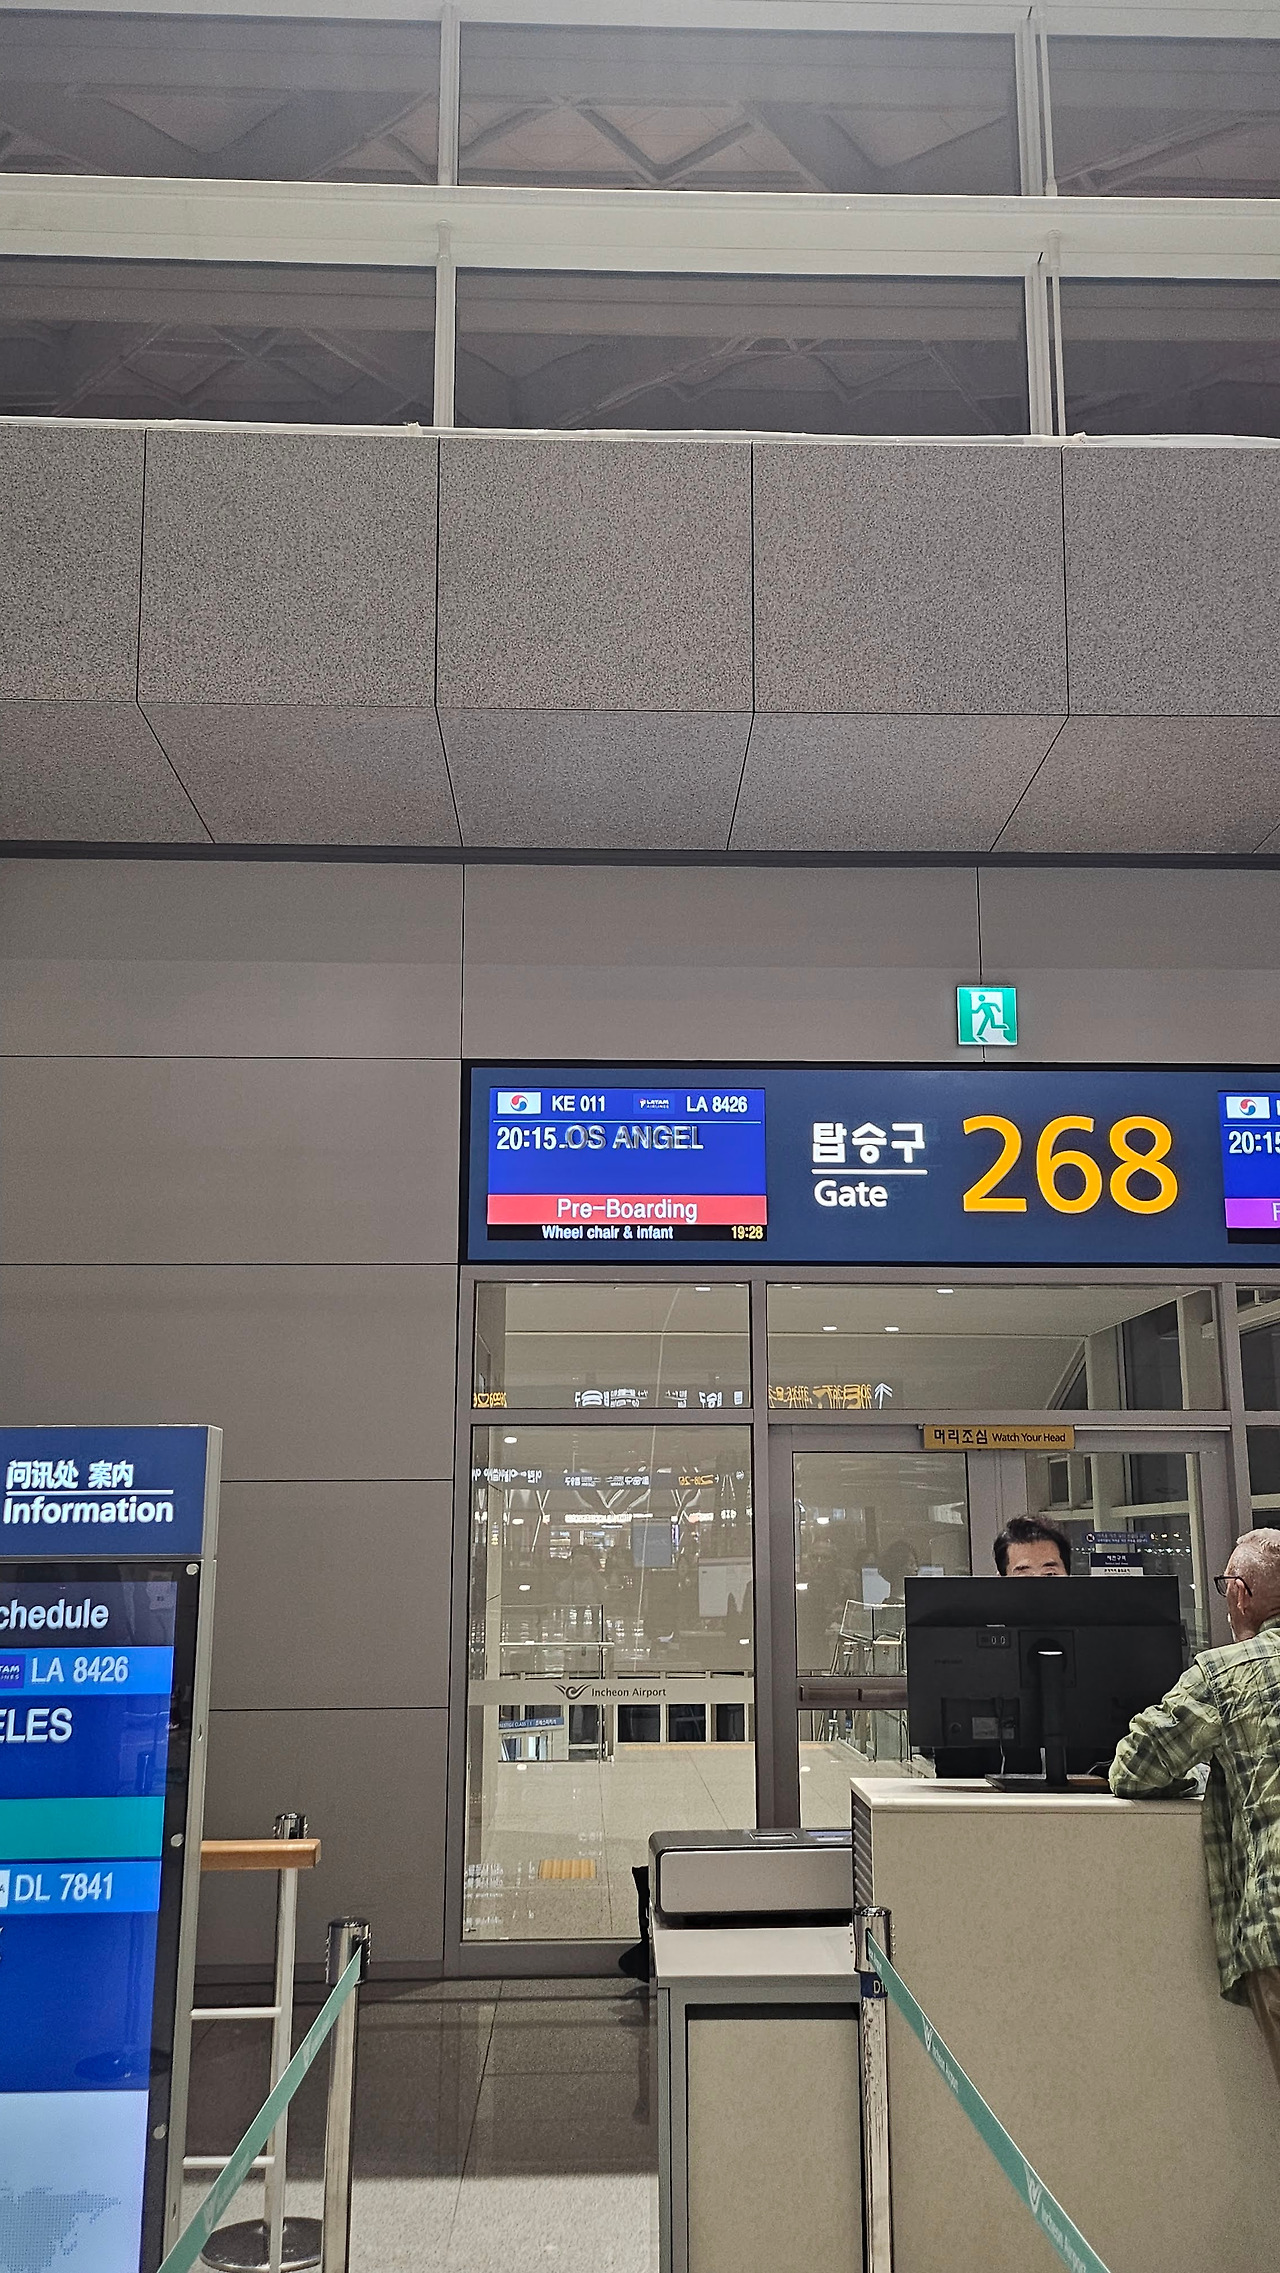 KE 011 LATAM AIRLINES LA 8426
20:15 OS ANGEL
Pre-Boarding
Wheel chair & infant 19:28
탑승구
Gate
268
20:15
머리조심 Watch Your Head
问讯处 案内
Information
chedule
LA 8426
ELES
DL 7841
Incheon Airport